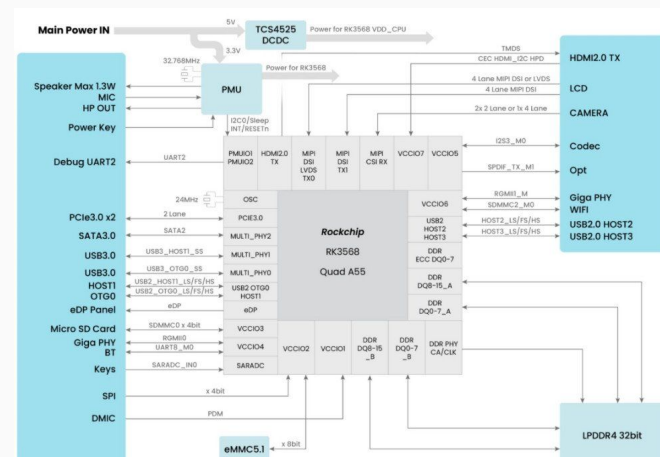 Main Power IN
5V
TCS4525
DCDC
Power for RK3568 VDD_CPU
3.3V
32.768MHz
PMU
Power for RK3568
TMDS
CEC HDMI_I2C HPD
4 Lane MIPI DSI or LVDS
4 Lane MIPI DSI
2x 2 Lane or 1x 4 Lane
I2C0/Sleep
INT/RESETn
Speaker Max 1.3W
MIC
HP OUT
Power Key
Debug UART2
UART2
PCIe3.0 x2
2 Lane
SATA3.0
SATA2
USB3.0
USB3_HOST1_SS
USB3.0
USB3_OTG0_SS
HOST1
USB2_HOST1_LS/FS/HS
OTG0
USB2_OTG0_LS/FS/HS
eDP Panel
eDP
Micro SD Card
SDMMC0 x 4bit
Giga PHY
RGMII0
BT
UART8_M0
Keys
SARADC_IN0
SPI
x 4bit
DMIC
PDM
24MHz
PMUIO1
PMUIO2
HDMI2.0
TX
MIPI
DSI
LVDS
TX0
MIPI
DSI
TX1
MIPI
CSI RX
VCCIO7
VCCIO5
OSC
PCIE3.0
MULTI_PHY2
MULTI_PHY1
MULTI_PHY0
USB2 OTG0
HOST1
eDP
VCCIO3
VCCIO4
SARADC
Rockchip
RK3568
Quad A55
VCCIO6
USB2
HOST2
HOST3
DDR
ECC DQ0-7
DDR
DQ8-15_A
DDR
DQ0-7_A
VCCIO2
VCCIO1
DDR
DQ8-15
_B
DDR
DQ0-7
_B
DDR PHY
CA/CLK
HDMI2.0 TX
LCD
CAMERA
I2S3_M0
Codec
SPDIF_TX_M1
Opt
RGMII1_M
Giga PHY
SDMMC2_M0
WIFI
HOST2_LS/FS/HS
USB2.0 HOST2
HOST3_LS/FS/HS
USB2.0 HOST3
eMMC5.1
x 8bit
LPDDR4 32bit